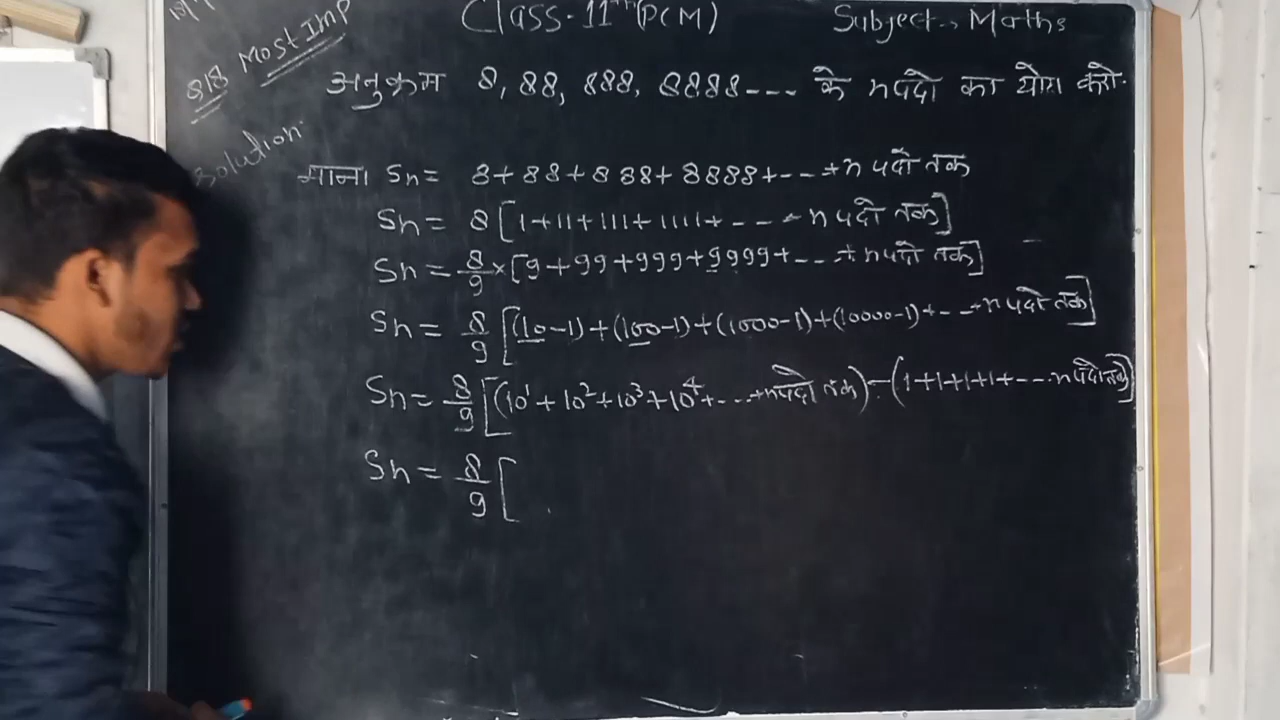 Class-11th (PCM) Subject→ Maths
818 Most Imp
अनुक्रम 8, 88, 888, 8888--- के n पदो का योग करो.
Solution.
माना Sn = 8+88+888+8888+---+n पदो तक
Sn = 8[1+11+111+1111+---- n पदो तक]
Sn = 8/9 × [9+99+999+9999+---+ n पदो तक]
Sn = 8/9 [(10-1)+(100-1)+(1000-1)+(10000-1)+---n पदो तक]
Sn = 8/9 [(10¹+10²+10³+10⁴+---+n पदो तक)-(1+1+1+1+---- n पदो तक)]
Sn = 8/9 [